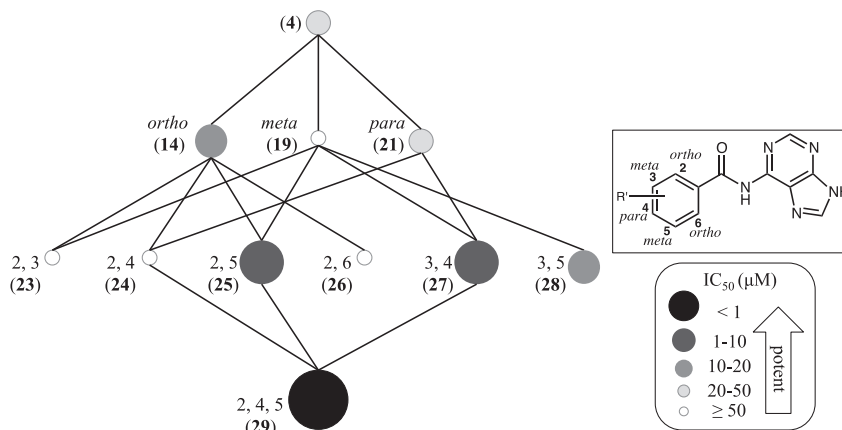 (4)
ortho
(14)
meta
(19)
para
(21)
2, 3
(23)
2, 4
(24)
2, 5
(25)
2, 6
(26)
3, 4
(27)
3, 5
(28)
2, 4, 5
(29)
meta ortho
3 2
R'
4
para
5 6
meta ortho
O
N
H
N N
N NH
IC50 (μM)
< 1
1-10
10-20
20-50
≥ 50
potent